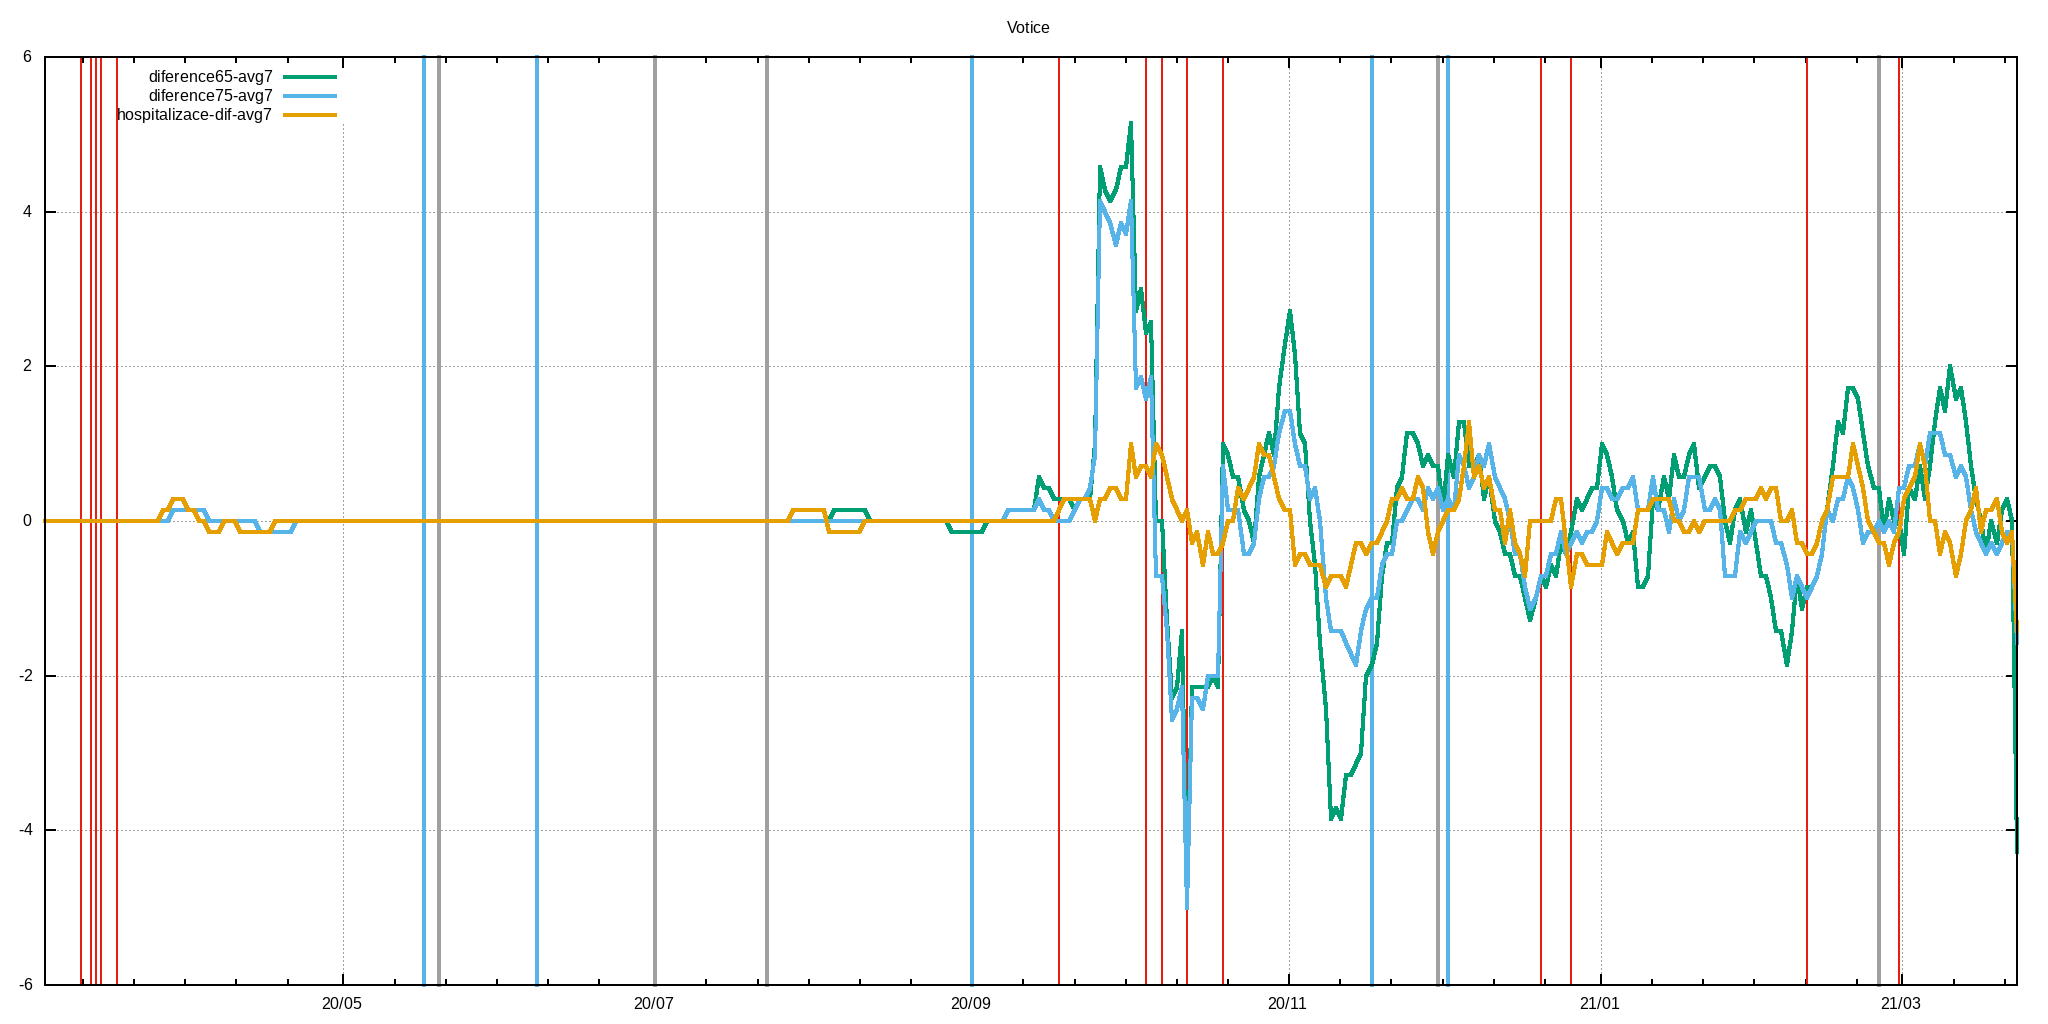 Votice
6
diference65-avg7
diference75-avg7
hospitalizace-dif-avg7
4
2
0
-2
-4
-6
20/05 20/07 20/09 20/11 21/01 21/03